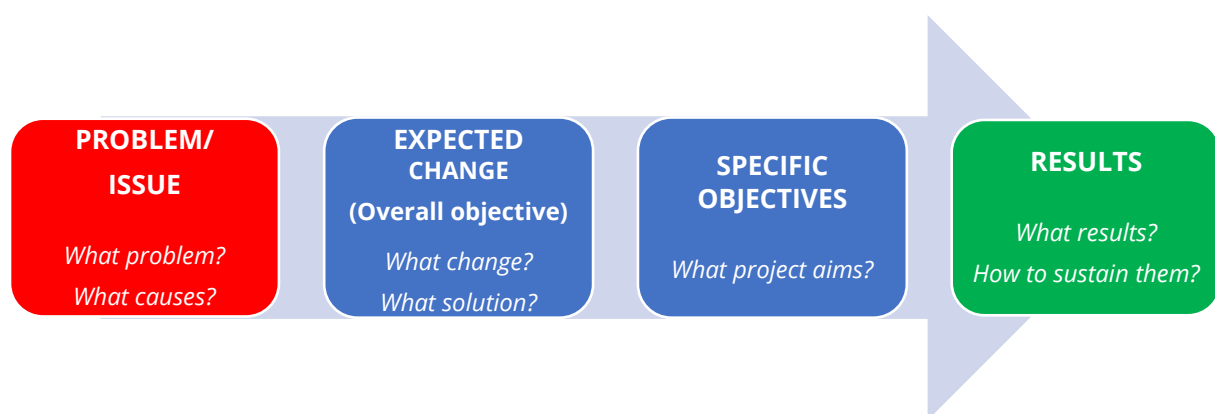 PROBLEM/
ISSUE
What problem?
What causes?
EXPECTED
CHANGE
(Overall objective)
What change?
What solution?
SPECIFIC
OBJECTIVES
What project aims?
RESULTS
What results?
How to sustain them?